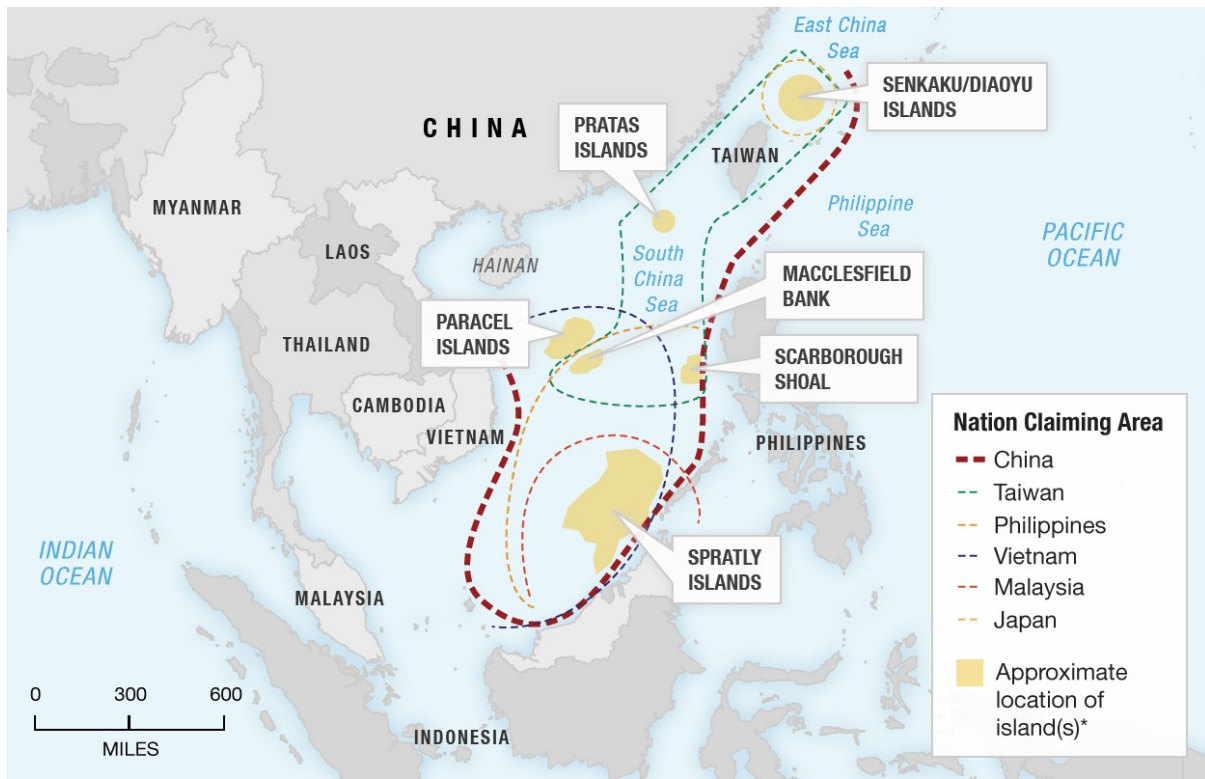 East China
Sea
SENKAKU/DIAOYU
ISLANDS
CHINA
PRATAS
ISLANDS
TAIWAN
MYANMAR
Philippine
Sea
PACIFIC
OCEAN
LAOS
HAINAN
South
China
Sea
MACCLESFIELD
BANK
PARACEL
ISLANDS
THAILAND
SCARBOROUGH
SHOAL
CAMBODIA
VIETNAM
PHILIPPINES
Nation Claiming Area
China
Taiwan
Philippines
Vietnam
Malaysia
Japan
Approximate
location of
island(s)*
INDIAN
OCEAN
SPRATLY
ISLANDS
MALAYSIA
0 300 600
MILES
INDONESIA